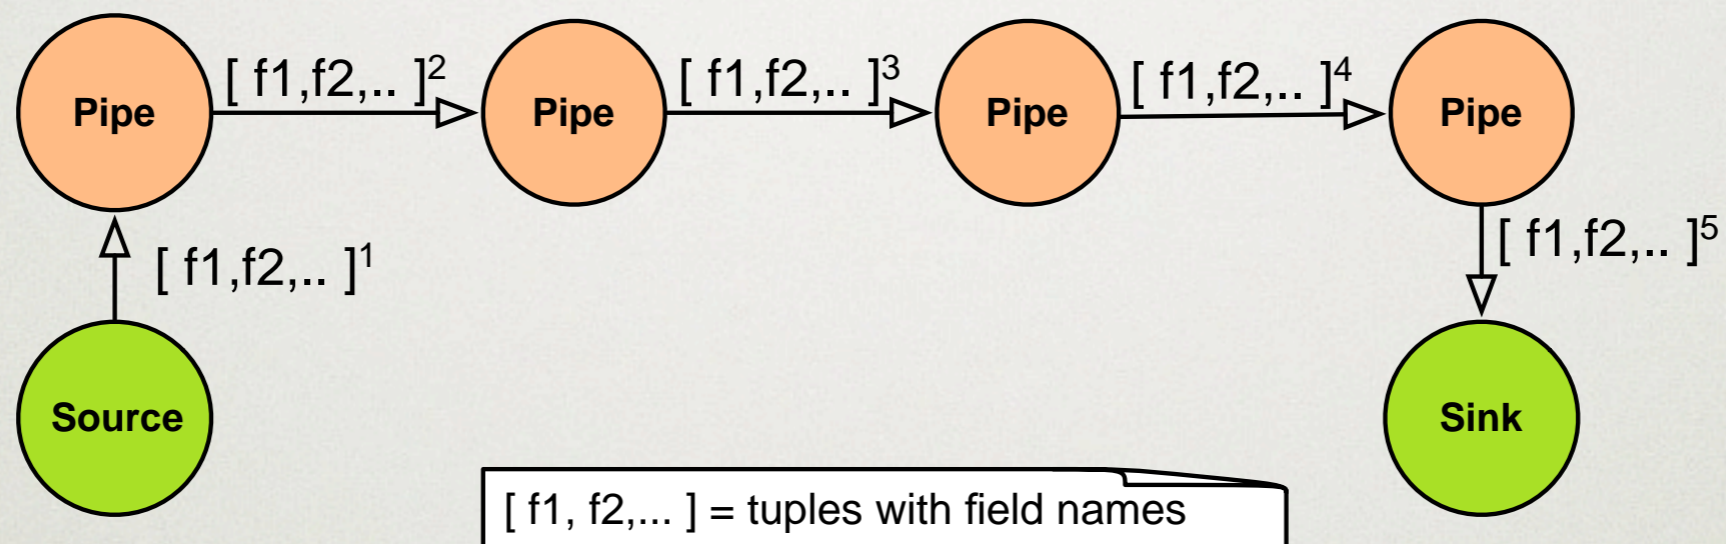 Pipe
[ f1,f2,.. ]2
Pipe
[ f1,f2,.. ]3
Pipe
[ f1,f2,.. ]4
Pipe
[ f1,f2,.. ]1
[ f1,f2,.. ]5
Source
Sink
[ f1, f2,... ] = tuples with field names